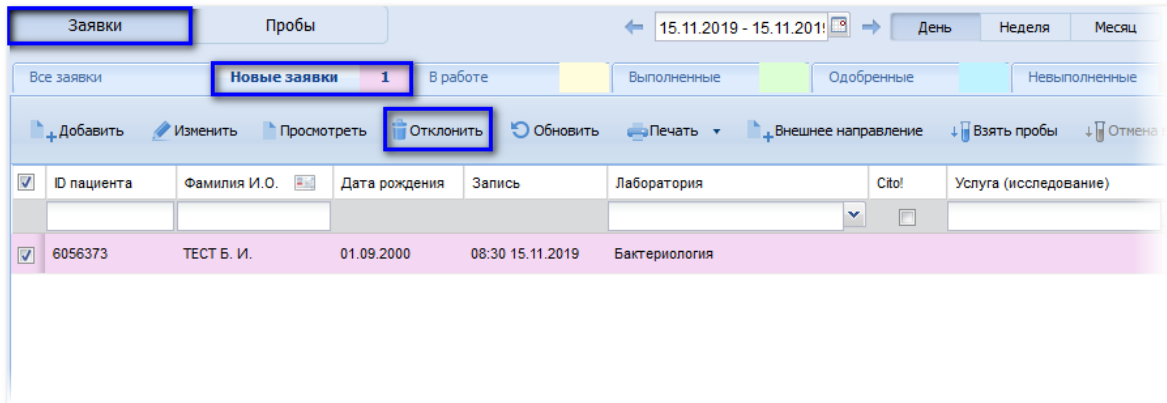 Заявки Пробы 15.11.2019 - 15.11.201 День Неделя Месяц
Все заявки Новые заявки 1 В работе Выполненные Одобренные Невыполненные
Добавить Изменить Просмотреть Отклонить Обновить Печать Внешнее направление Взять пробы Отмена
ID пациента Фамилия И.О. Дата рождения Запись Лаборатория Cito! Услуга (исследование)
6056373 ТЕСТ Б. И. 01.09.2000 08:30 15.11.2019 Бактериология